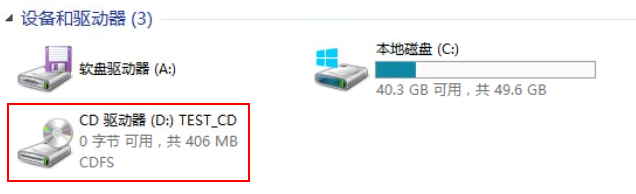 设备和驱动器 (3)
软盘驱动器 (A:)
本地磁盘 (C:)
40.3 GB 可用，共 49.6 GB
CD 驱动器 (D:) TEST_CD
0 字节 可用，共 406 MB
CDFS